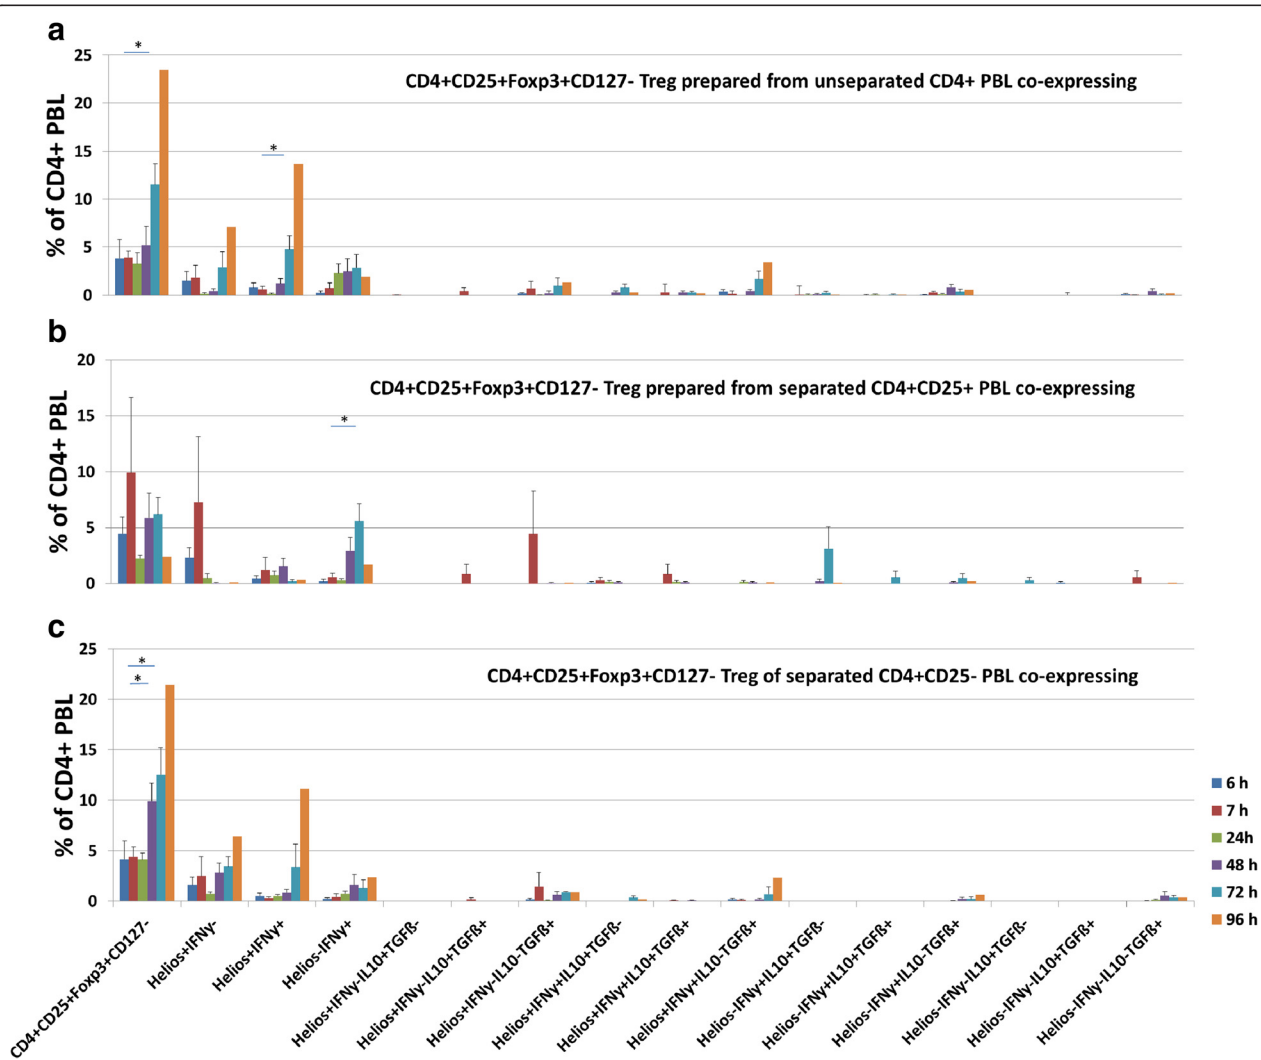 a
*
25
CD4+CD25+Foxp3+CD127- Treg prepared from unseparated CD4+ PBL co-expressing
20
15
*
10
5
0
% of CD4+ PBL
b
20
CD4+CD25+Foxp3+CD127- Treg prepared from separated CD4+CD25+ PBL co-expressing
15
*
10
5
0
% of CD4+ PBL
c
25
*
*
CD4+CD25+Foxp3+CD127- Treg of separated CD4+CD25- PBL co-expressing
20
15
10
5
0
% of CD4+ PBL
6 h
7 h
24h
48 h
72 h
96 h
CD4+CD25+Foxp3+CD127-
Helios+IFNγ-
Helios+IFNγ+
Helios-IFNγ+
Helios+IFNγ-IL10+TGFß-
Helios+IFNγ-IL10+TGFß+
Helios+IFNγ-IL10-TGFß+
Helios+IFNγ+IL10+TGFß-
Helios+IFNγ+IL10+TGFß+
Helios+IFNγ+IL10-TGFß+
Helios-IFNγ+IL10+TGFß-
Helios-IFNγ+IL10+TGFß+
Helios-IFNγ+IL10-TGFß+
Helios-IFNγ-IL10+TGFß-
Helios-IFNγ-IL10+TGFß+
Helios-IFNγ-IL10-TGFß+